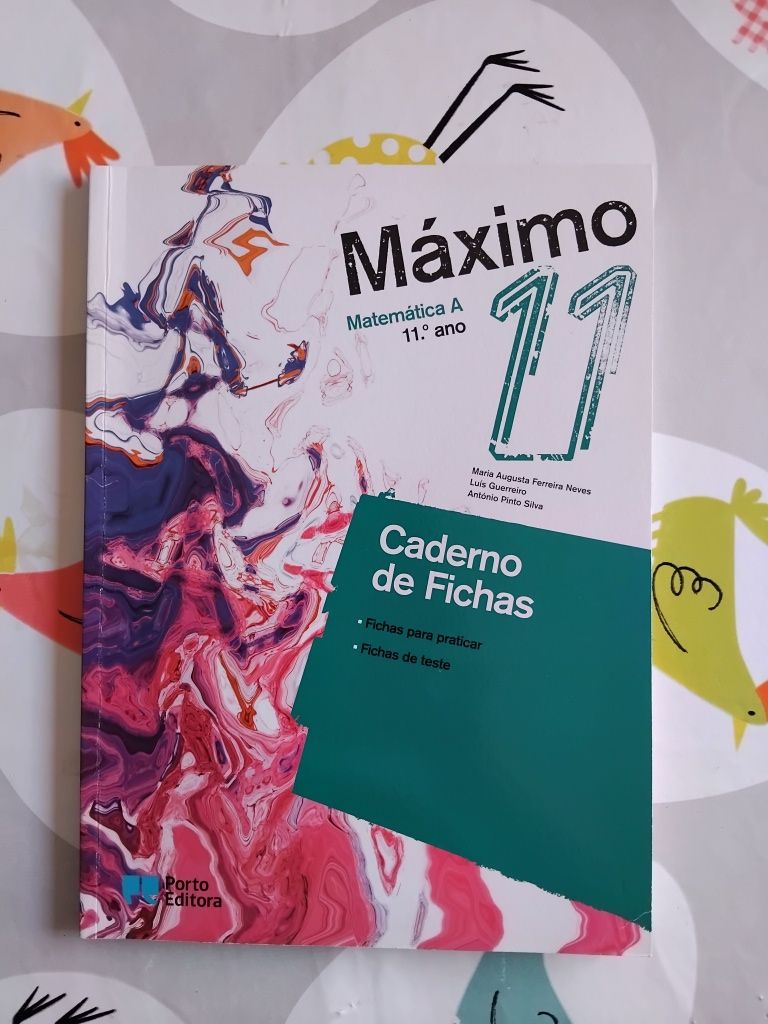 Máximo
11
Matemática A
11.º ano
Maria Augusta Ferreira Neves
Luís Guerreiro
António Pinto Silva
Caderno
de Fichas
Fichas para praticar
Fichas de teste
Porto
Editora